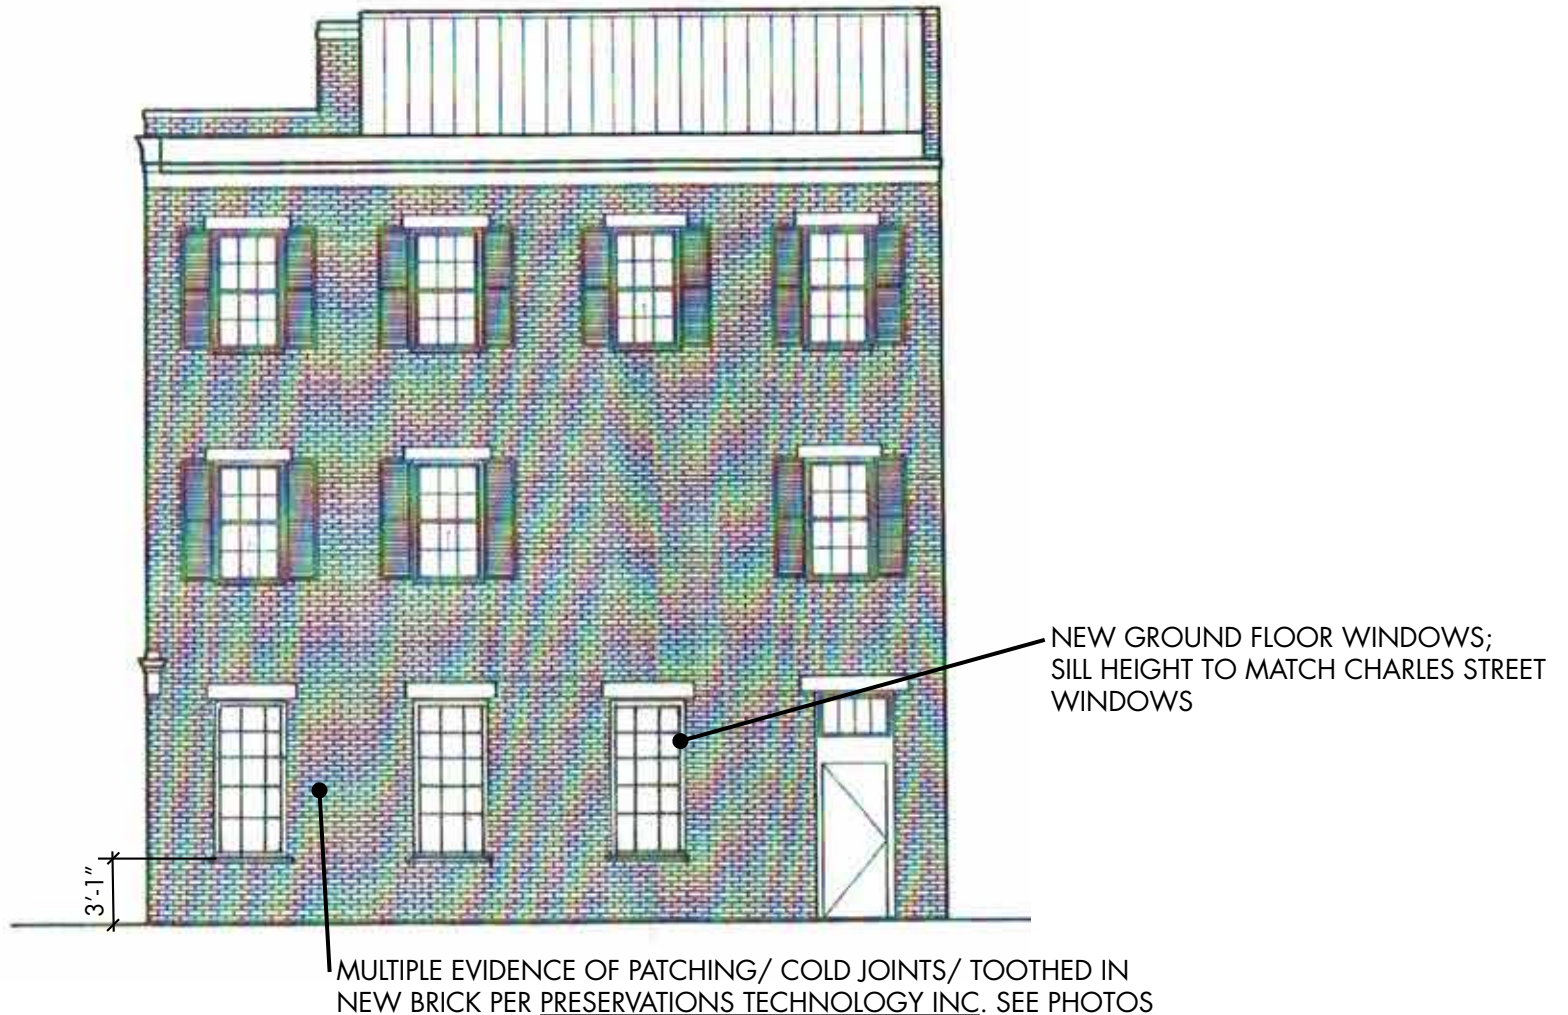 NEW GROUND FLOOR WINDOWS;
SILL HEIGHT TO MATCH CHARLES STREET
WINDOWS
3'-1"
MULTIPLE EVIDENCE OF PATCHING/ COLD JOINTS/ TOOTHED IN
NEW BRICK PER PRESERVATIONS TECHNOLOGY INC. SEE PHOTOS